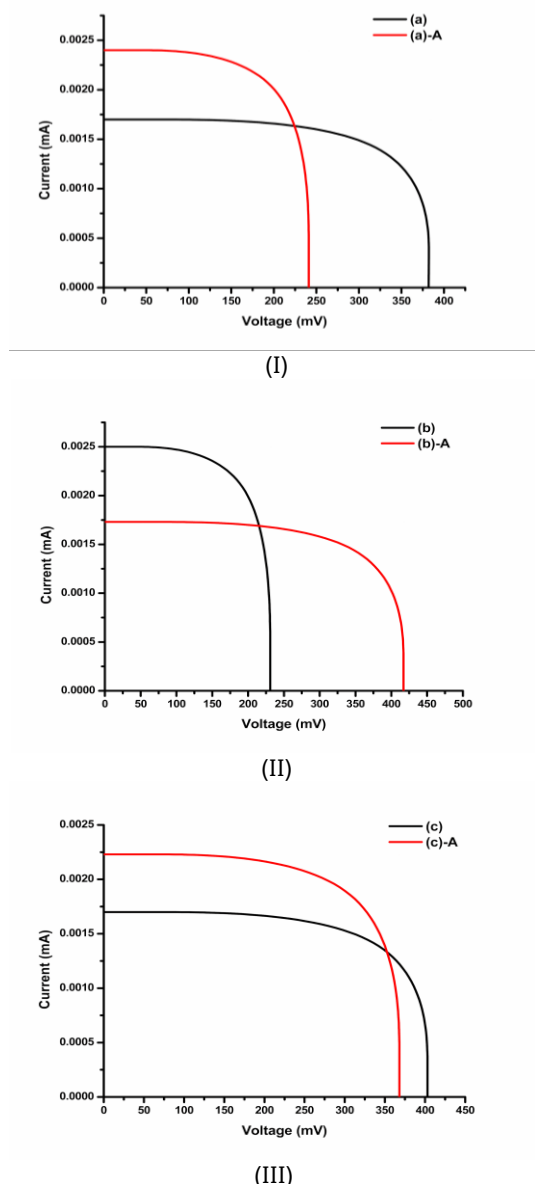 (a)
(a)-A
0.0025
0.0020
0.0015
0.0010
0.0005
0.0000
Current (mA)
0 50 100 150 200 250 300 350 400
Voltage (mV)
(I)
(b)
(b)-A
0.0025
0.0020
0.0015
0.0010
0.0005
0.0000
Current (mA)
0 50 100 150 200 250 300 350 400 450 500
Voltage (mV)
(II)
(c)
(c)-A
0.0025
0.0020
0.0015
0.0010
0.0005
0.0000
Current (mA)
0 50 100 150 200 250 300 350 400 450
Voltage (mV)
(III)